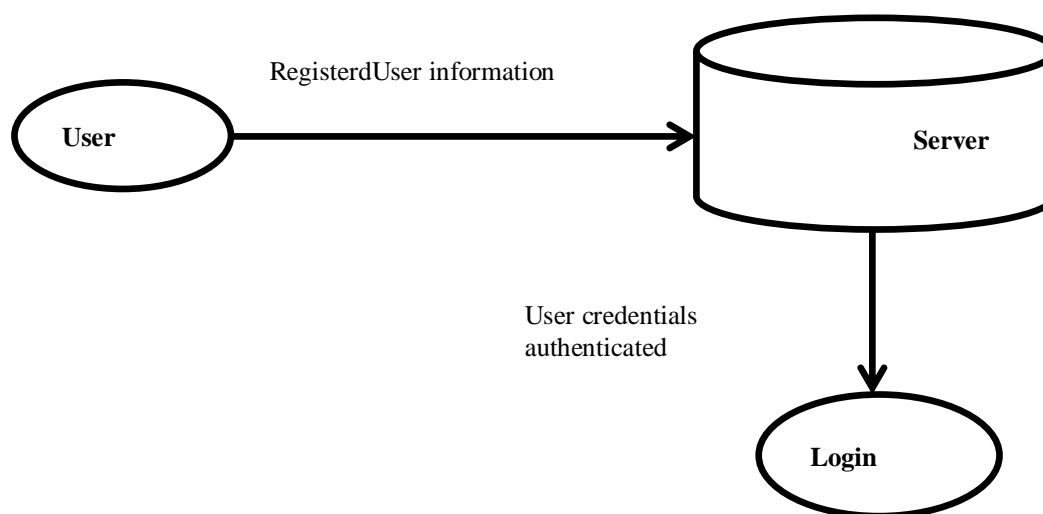 RegisterdUser information
User
Server
User credentials
authenticated
Login